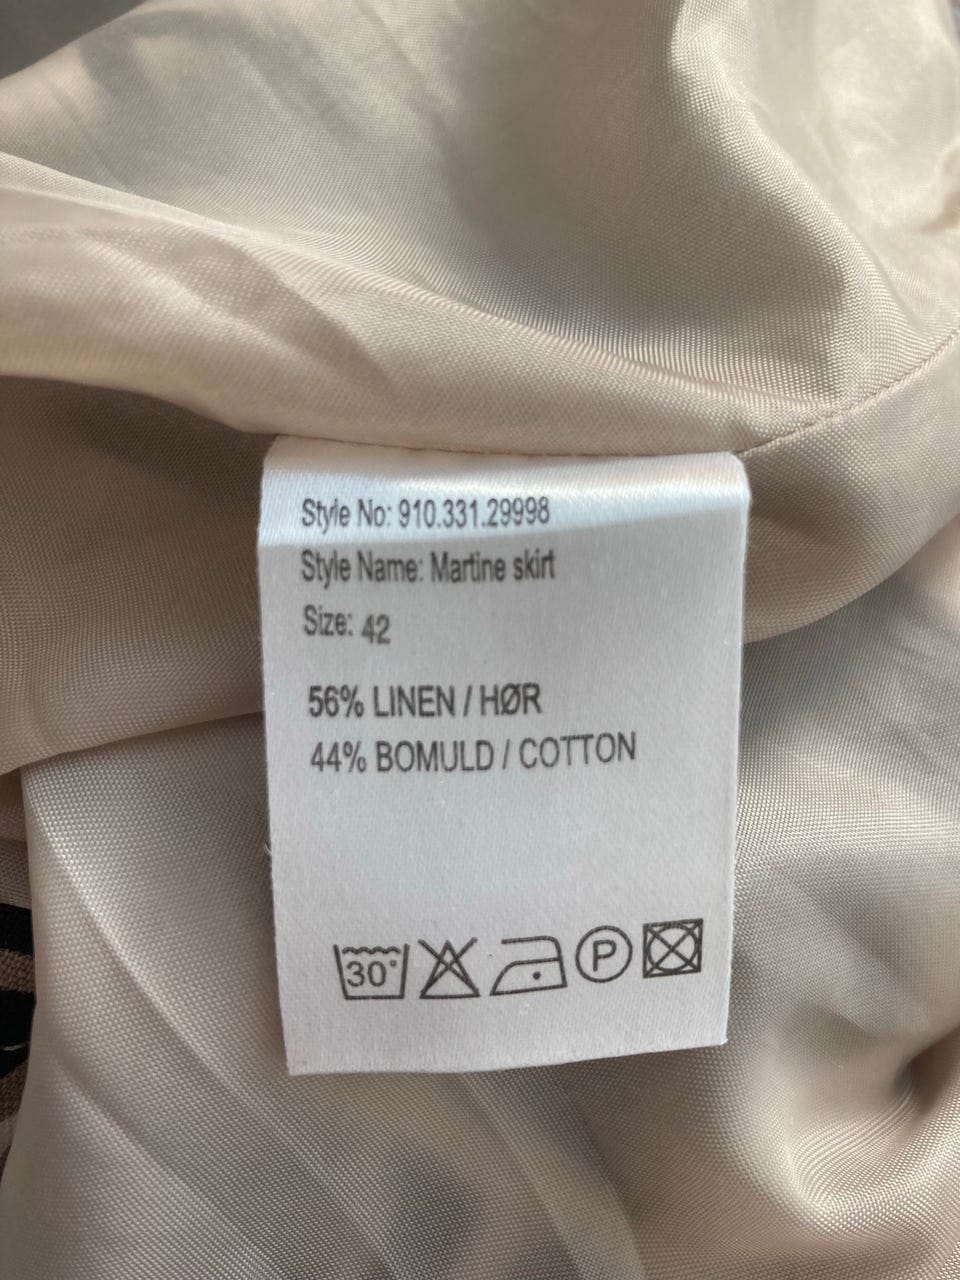 Style No: 910.331.29998
Style Name: Martine skirt
Size: 42
56% LINEN / HØR
44% BOMULD / COTTON
30° P